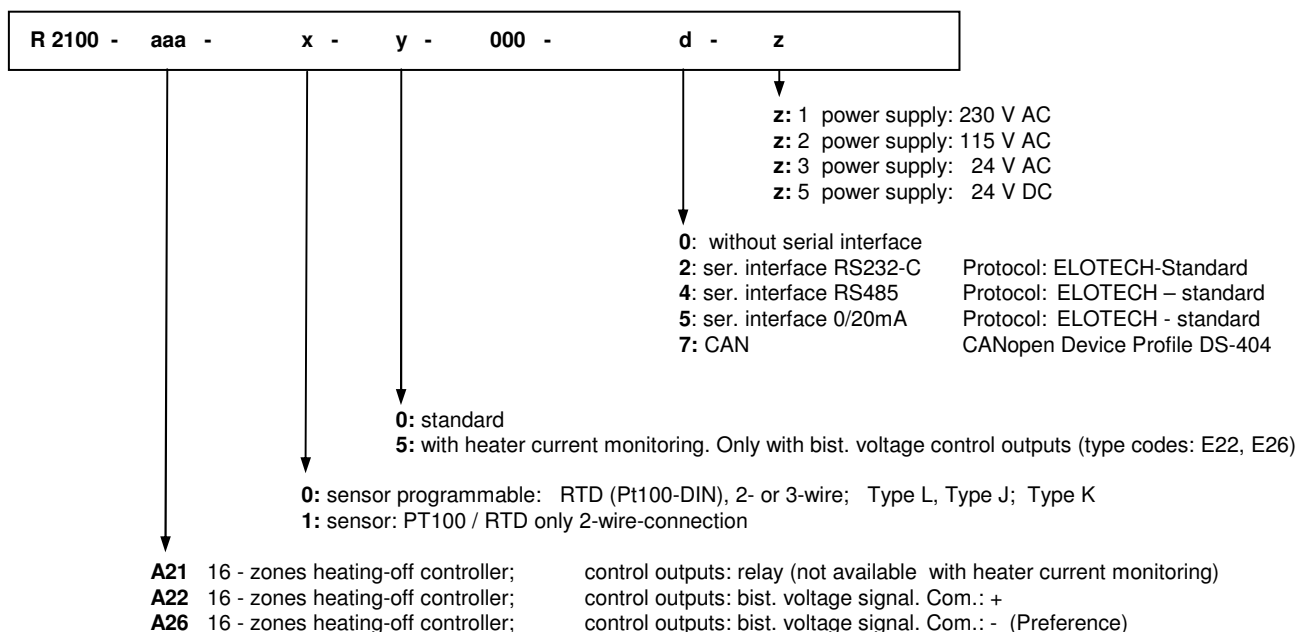 R 2100 - aaa - x - y - 000 - d - z
z: 1 power supply: 230 V AC
z: 2 power supply: 115 V AC
z: 3 power supply: 24 V AC
z: 5 power supply: 24 V DC
0: without serial interface
2: ser. interface RS232-C Protocol: ELOTECH-Standard
4: ser. interface RS485 Protocol: ELOTECH – standard
5: ser. interface 0/20mA Protocol: ELOTECH - standard
7: CAN CANopen Device Profile DS-404
0: standard
5: with heater current monitoring. Only with bist. voltage control outputs (type codes: E22, E26)
0: sensor programmable: RTD (Pt100-DIN), 2- or 3-wire; Type L, Type J; Type K
1: sensor: PT100 / RTD only 2-wire-connection
A21 16 - zones heating-off controller; control outputs: relay (not available with heater current monitoring)
A22 16 - zones heating-off controller; control outputs: bist. voltage signal. Com.: +
A26 16 - zones heating-off controller; control outputs: bist. voltage signal. Com.: - (Preference)